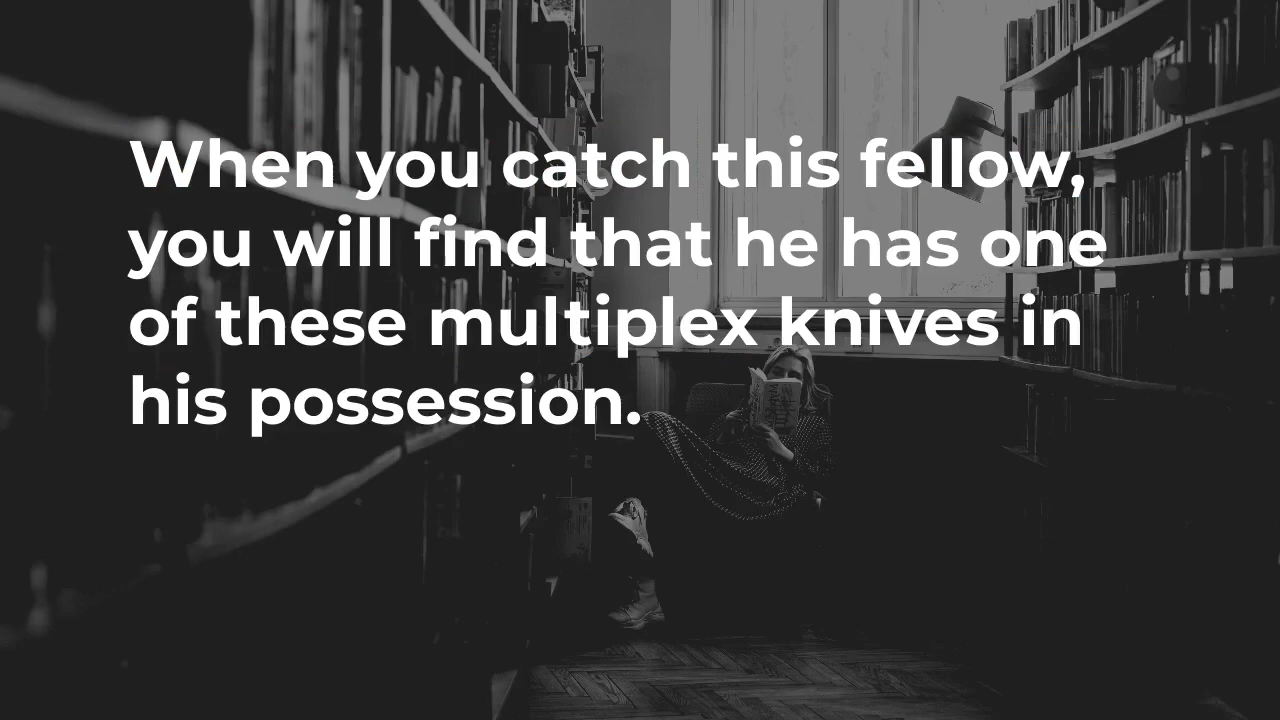 When you catch this fellow,
you will find that he has one
of these multiplex knives in
his possession.